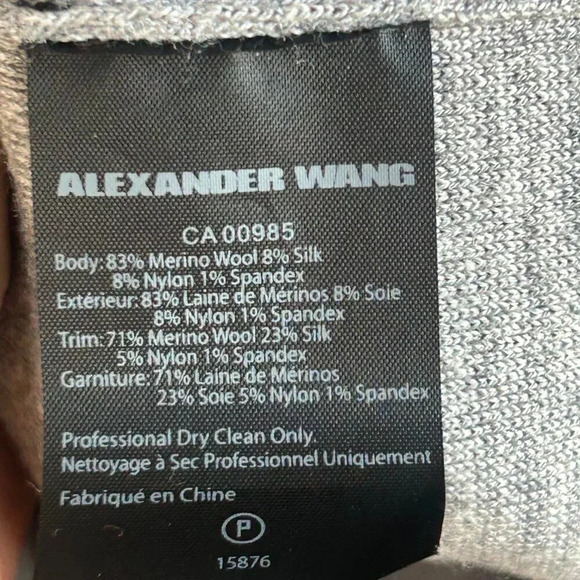 ALEXANDER WANG
CA 00985
Body: 83% Merino Wool 8% Silk
8% Nylon 1% Spandex
Extérieur: 83% Laine de Mérinos 8% Soie
8% Nylon 1% Spandex
Trim: 71% Merino Wool 23% Silk
5% Nylon 1% Spandex
Garniture: 71% Laine de Mérinos
23% Soie 5% Nylon 1% Spandex
Professional Dry Clean Only.
Nettoyage à Sec Professionnel Uniquement
Fabriqué en Chine
P
15876